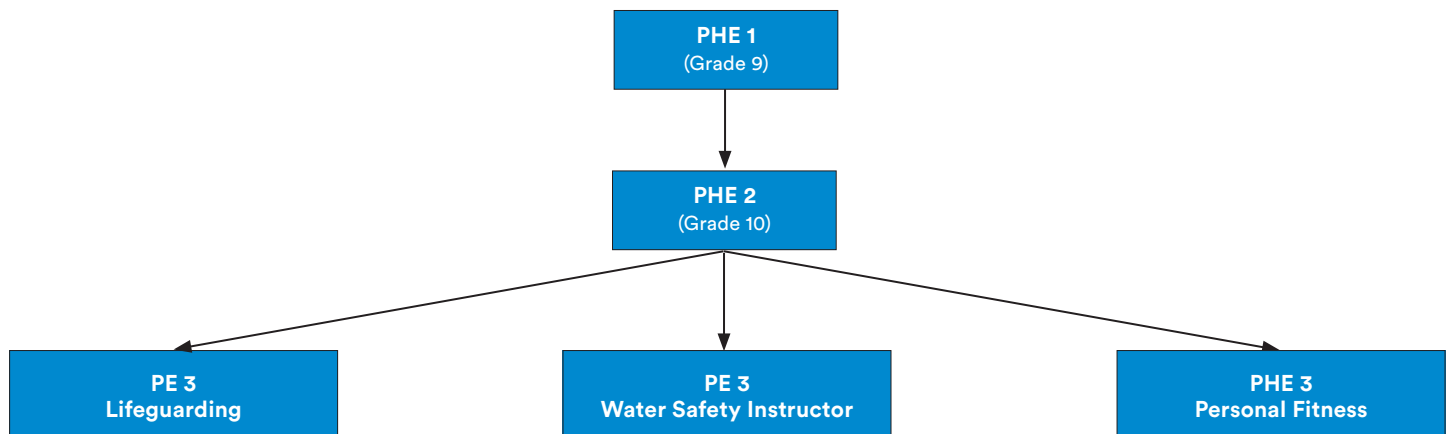 PHE 1
(Grade 9)
PHE 2
(Grade 10)
PE 3
Lifeguarding
PE 3
Water Safety Instructor
PHE 3
Personal Fitness